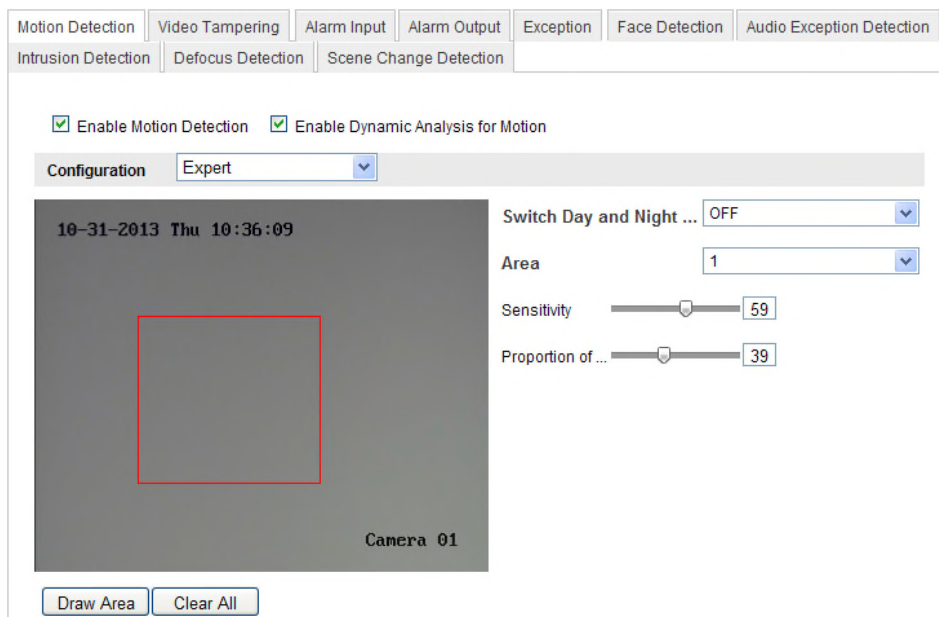 Motion Detection Video Tampering Alarm Input Alarm Output Exception Face Detection Audio Exception Detection
Intrusion Detection Defocus Detection Scene Change Detection
Enable Motion Detection Enable Dynamic Analysis for Motion
Configuration Expert
10-31-2013 Thu 10:36:09
Camera 01
Switch Day and Night ... OFF
Area 1
Sensitivity 59
Proportion of ... 39
Draw Area Clear All